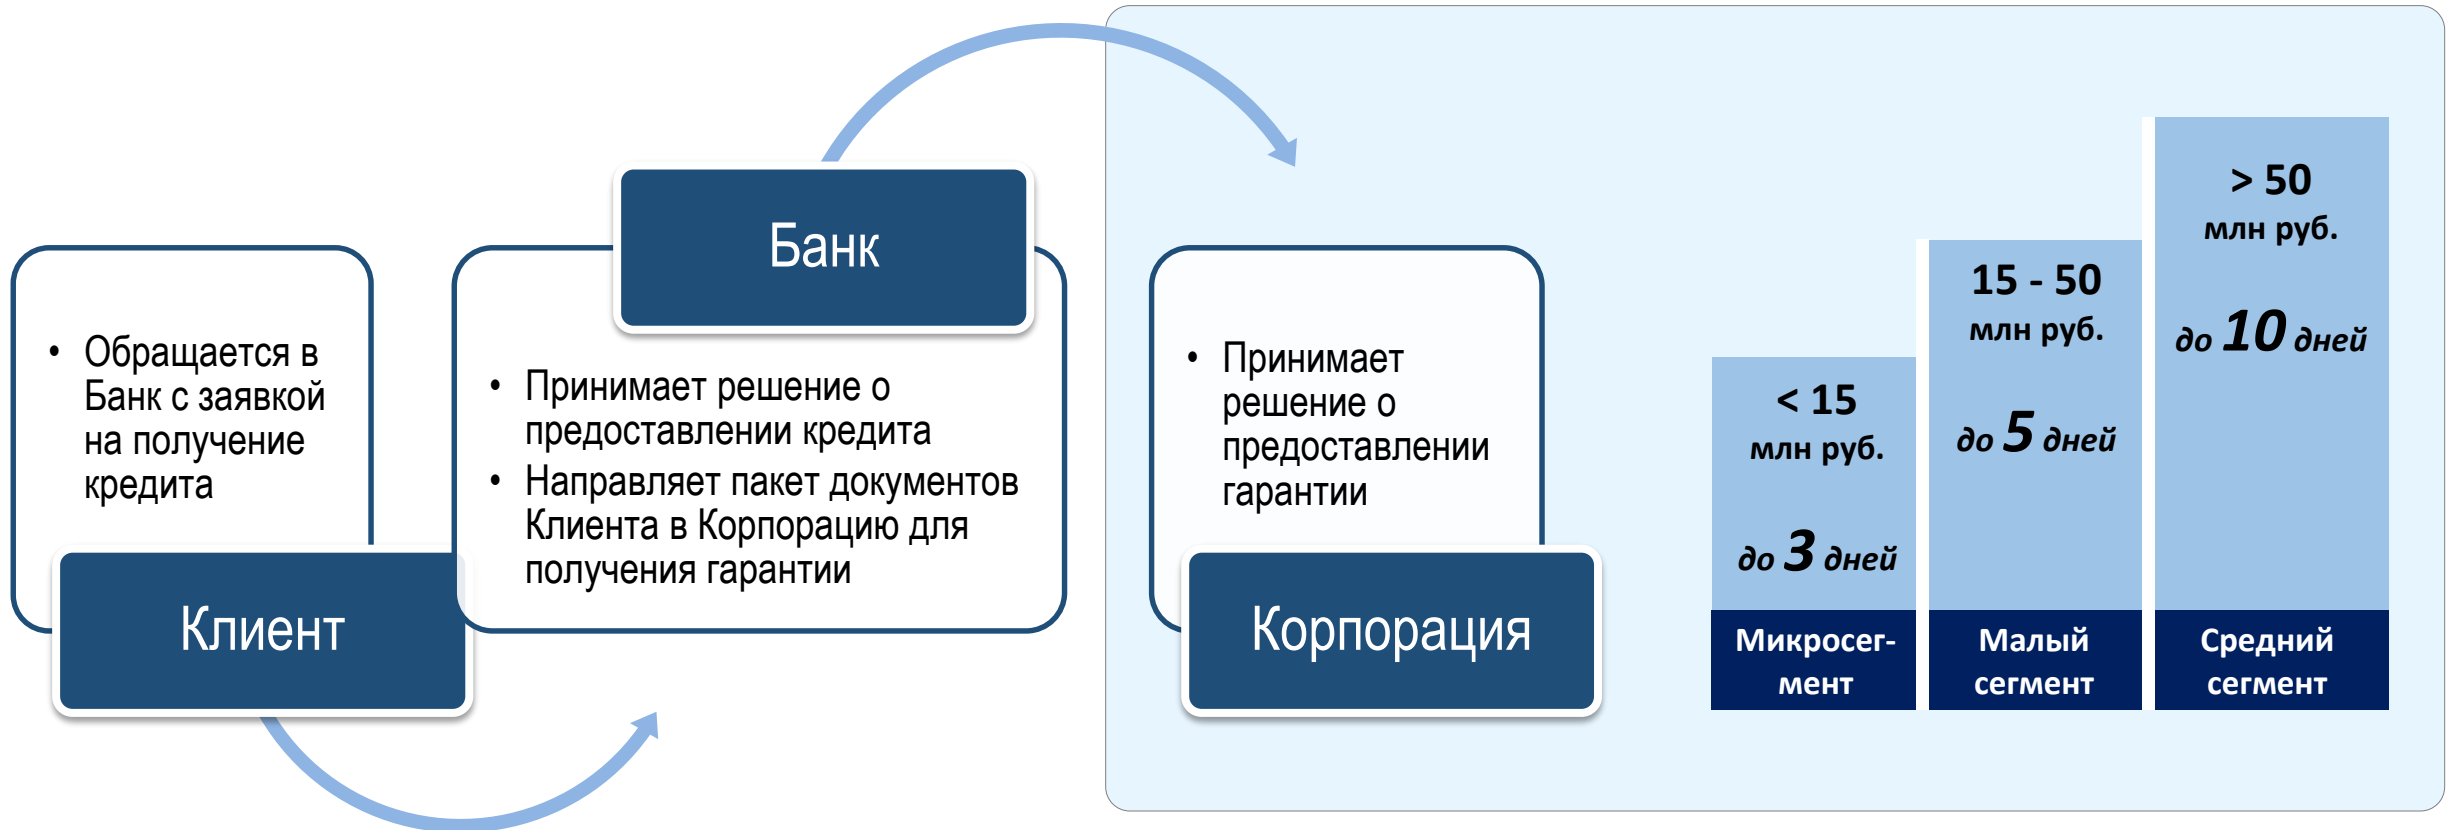 • Обращается в
Банк с заявкой
на получение
кредита
Клиент
Банк
• Принимает решение о
предоставлении кредита
• Направляет пакет документов
Клиента в Корпорацию для
получения гарантии
• Принимает
решение о
предоставлении
гарантии
Корпорация
< 15
млн руб.
до 3 дней
Микросег-
мент
15 - 50
млн руб.
до 5 дней
Малый
сегмент
> 50
млн руб.
до 10 дней
Средний
сегмент